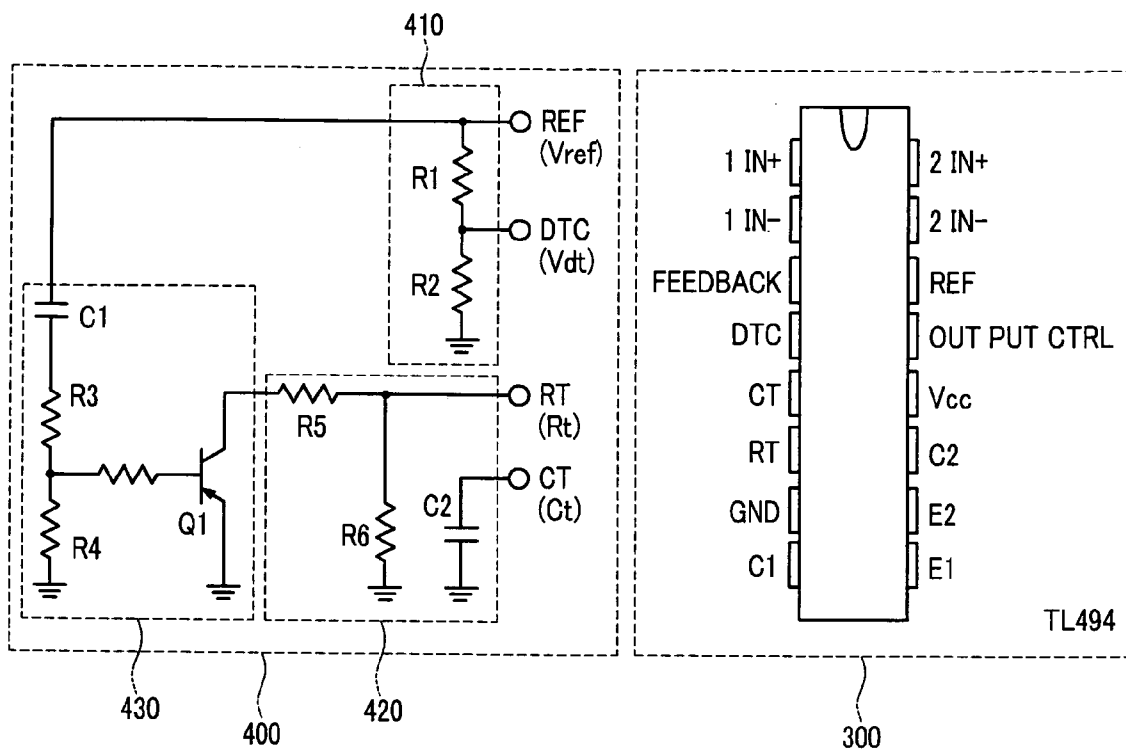 410
REF
(Vref)
R1
DTC
(Vdt)
R2
C1
R3
R4
Q1
R5
RT
(Rt)
R6
C2
CT
(Ct)
430
400
420
1 IN+
1 IN-
FEEDBACK
DTC
CT
RT
GND
C1
2 IN+
2 IN-
REF
OUT PUT CTRL
Vcc
C2
E2
E1
TL494
300